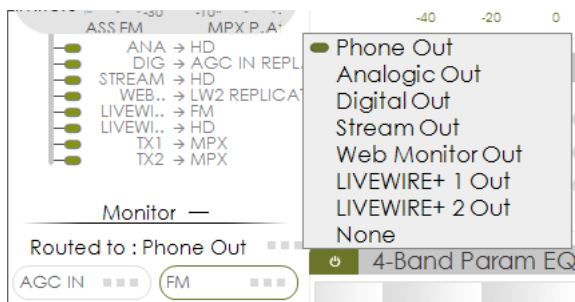 -30 -10
-40 -20 0
ASS FM MPX P.
ANA → HD
DIG → AGC IN REPL
STREAM → HD
WEB.. → LW2 REPLICAT
LIVEWI.. → FM
LIVEWI.. → HD
TX1 → MPX
TX2 → MPX
Phone Out
Analogic Out
Digital Out
Stream Out
Web Monitor Out
LIVEWIRE+ 1 Out
LIVEWIRE+ 2 Out
None
Monitor —
Routed to : Phone Out
AGC IN
FM
4-Band Param EQ